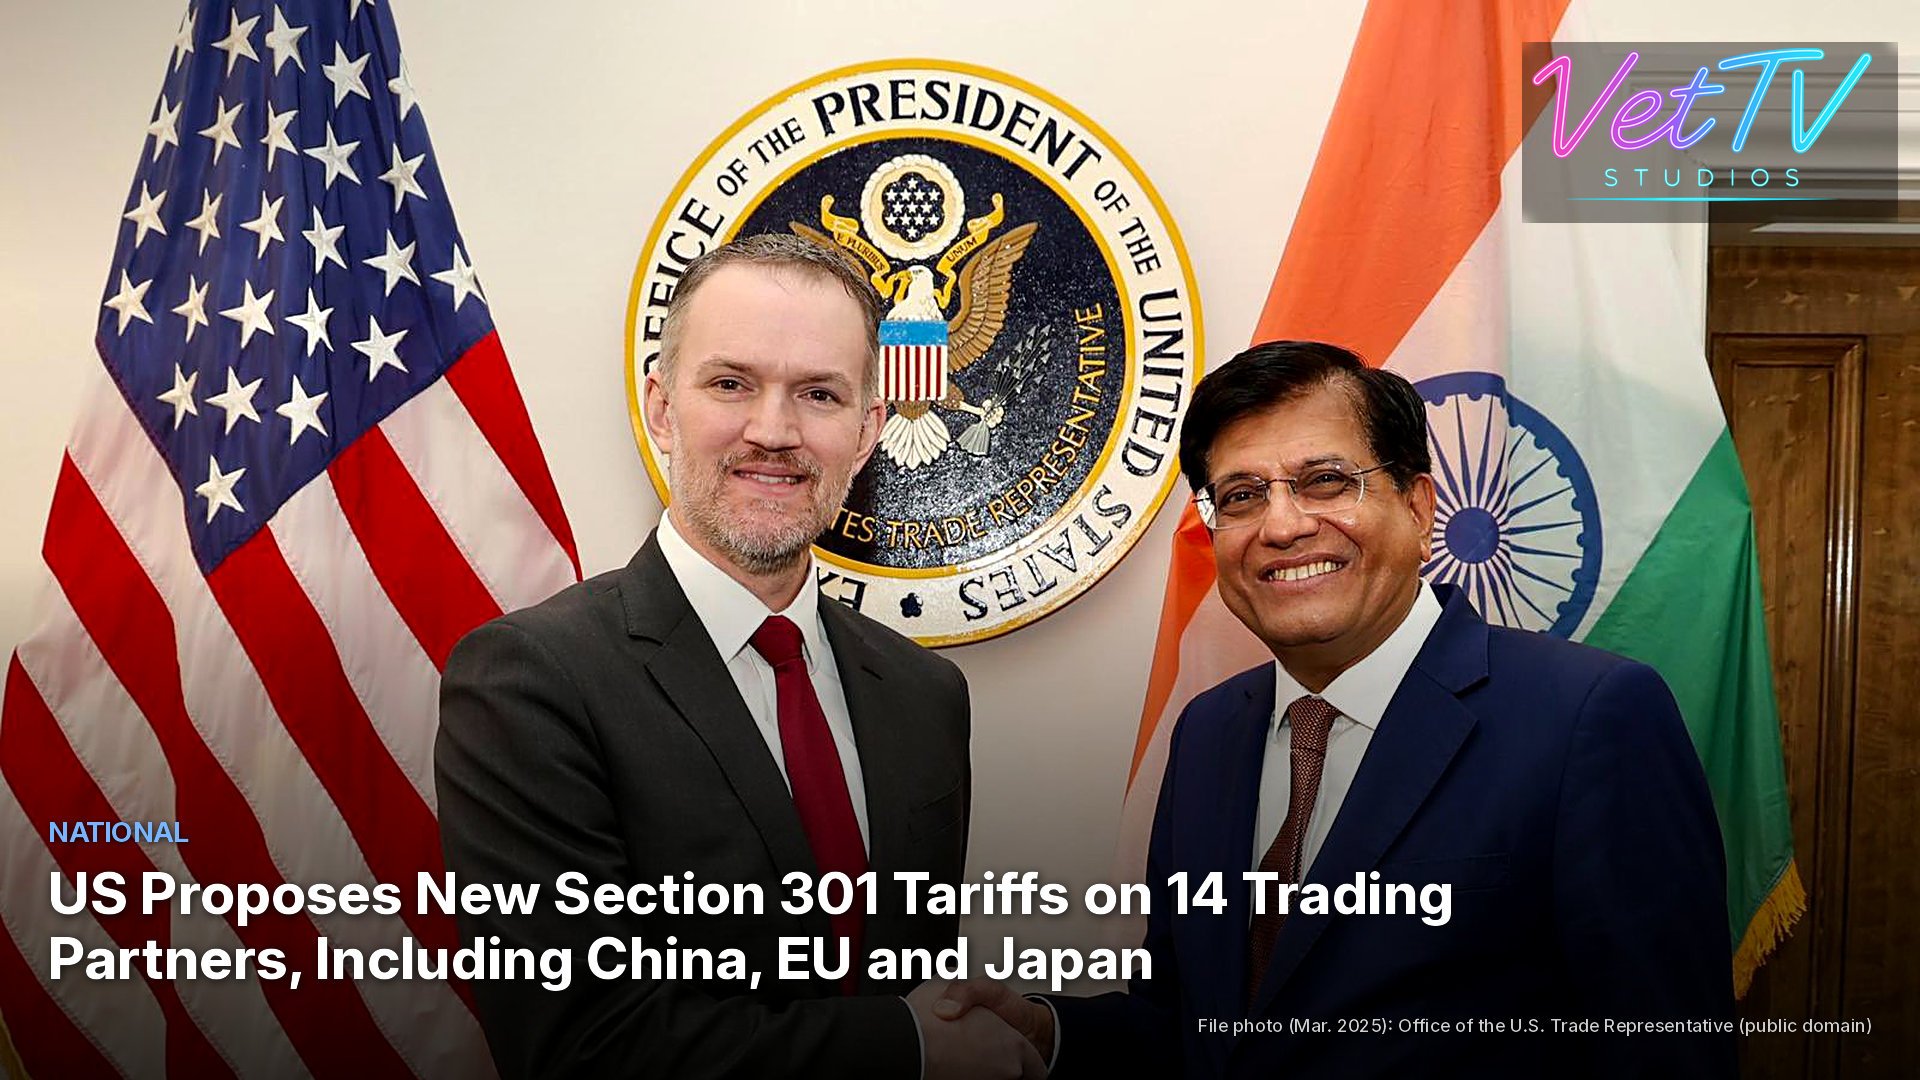 VetTV
STUDIOS
OFFICE OF THE PRESIDENT OF THE UNITED STATES
E PLURIBUS UNUM
TRADE REPRESENTATIVE
NATIONAL
US Proposes New Section 301 Tariffs on 14 Trading
Partners, Including China, EU and Japan
File photo (Mar. 2025): Office of the U.S. Trade Representative (public domain)